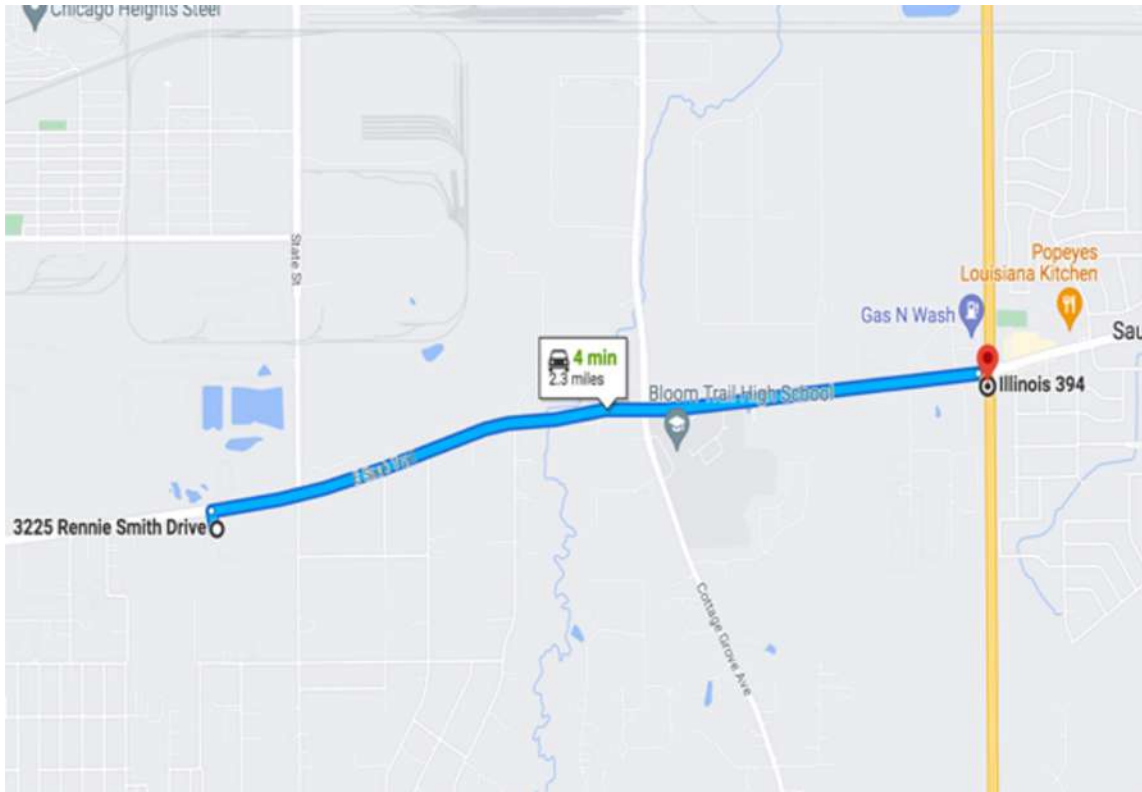 Chicago Heights Steel
State St
Popeyes
Louisiana Kitchen
Gas N Wash
Sau
4 min
2.3 miles
Illinois 394
Bloom Trail High School
3225 Rennie Smith Drive
Cottage Grove Ave